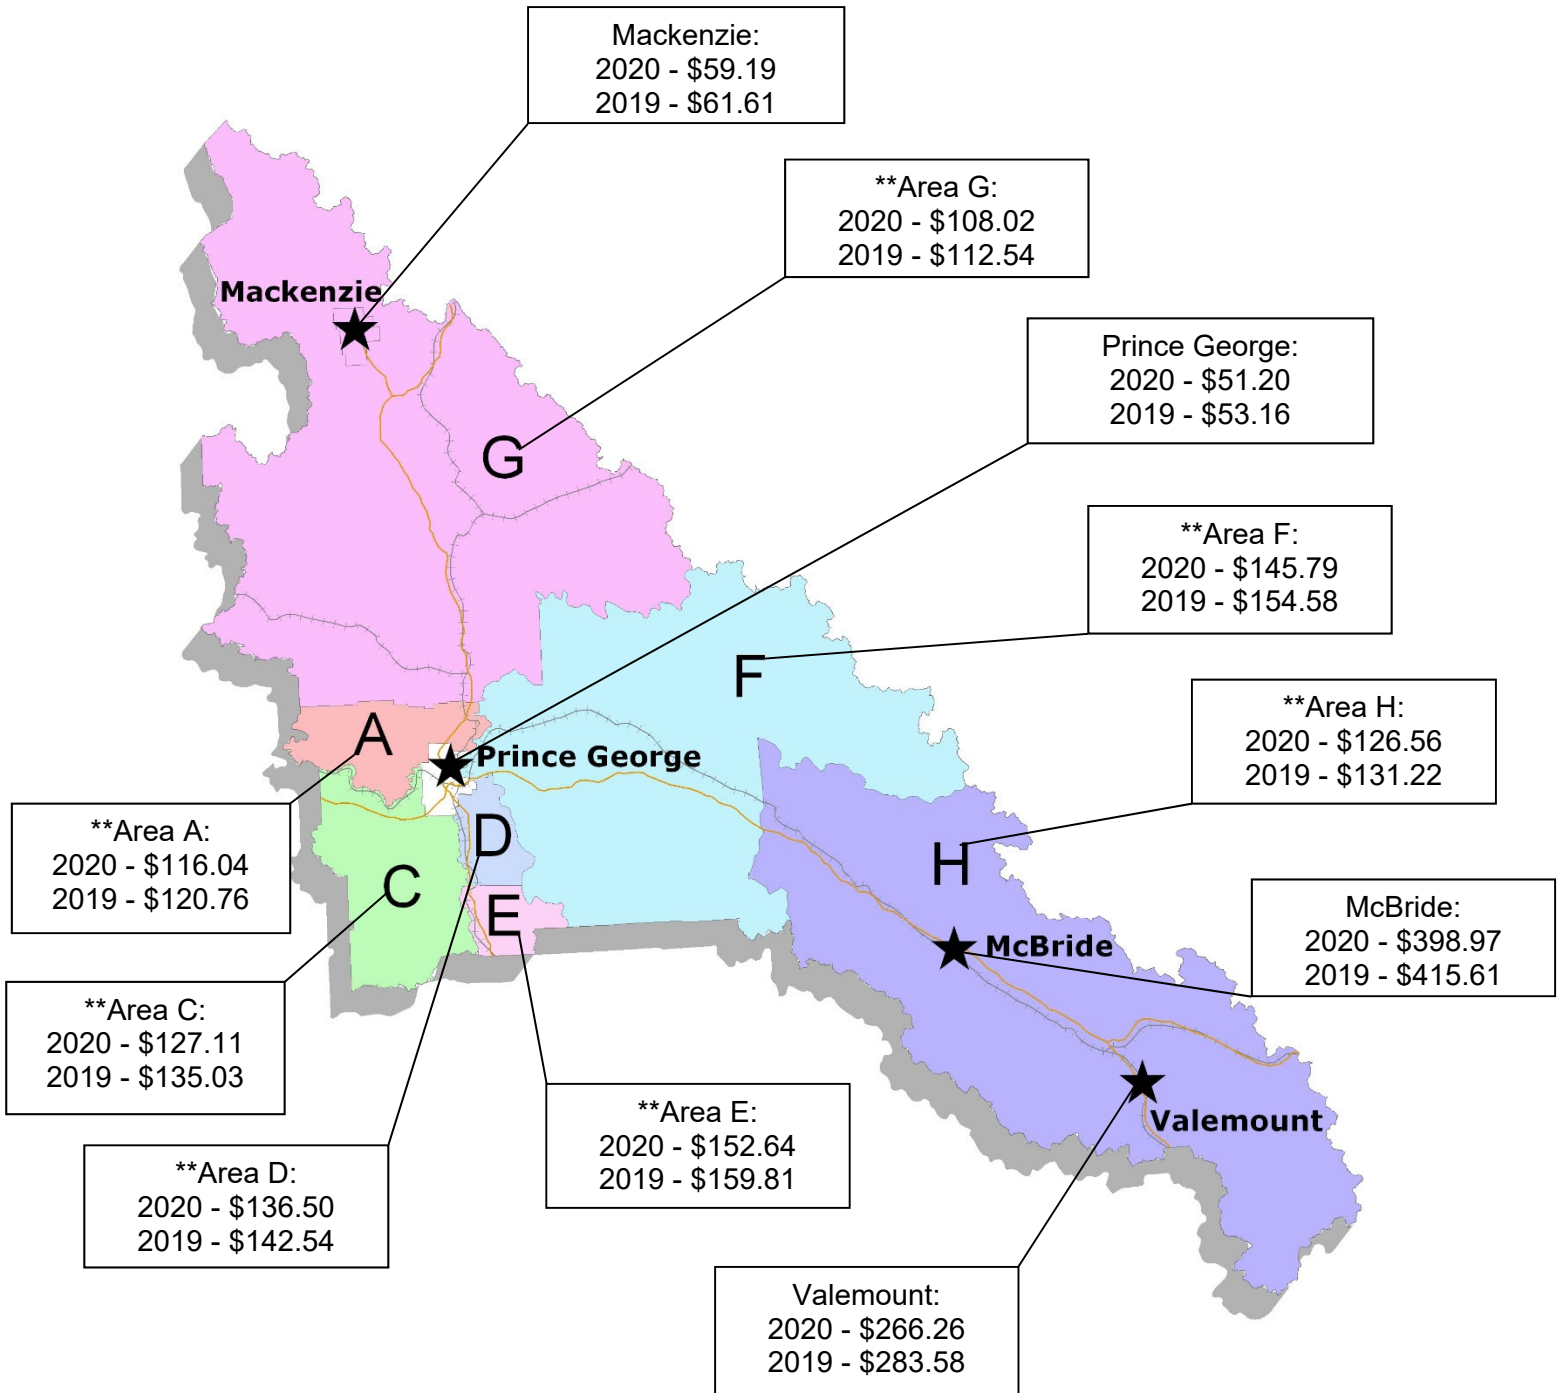 Mackenzie:
2020 - $59.19
2019 - $61.61
**Area G:
2020 - $108.02
2019 - $112.54
Mackenzie
Prince George:
2020 - $51.20
2019 - $53.16
G
**Area F:
2020 - $145.79
2019 - $154.58
F
**Area H:
2020 - $126.56
2019 - $131.22
A
Prince George
**Area A:
2020 - $116.04
2019 - $120.76
D
H
C
E
McBride:
2020 - $398.97
2019 - $415.61
McBride
**Area C:
2020 - $127.11
2019 - $135.03
**Area E:
2020 - $152.64
2019 - $159.81
Valemount
**Area D:
2020 - $136.50
2019 - $142.54
Valemount:
2020 - $266.26
2019 - $283.58